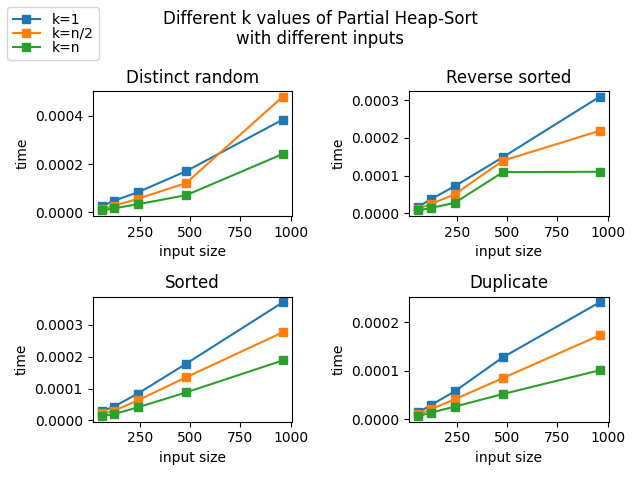 k=1
k=n/2
k=n
Different k values of Partial Heap-Sort
with different inputs
Distinct random
0.0004
0.0002
0.0000
time
250
500
750
1000
input size
Reverse sorted
0.0003
0.0002
0.0001
0.0000
time
250
500
750
1000
input size
Sorted
0.0003
0.0002
0.0001
0.0000
time
250
500
750
1000
input size
Duplicate
0.0002
0.0001
0.0000
time
250
500
750
1000
input size